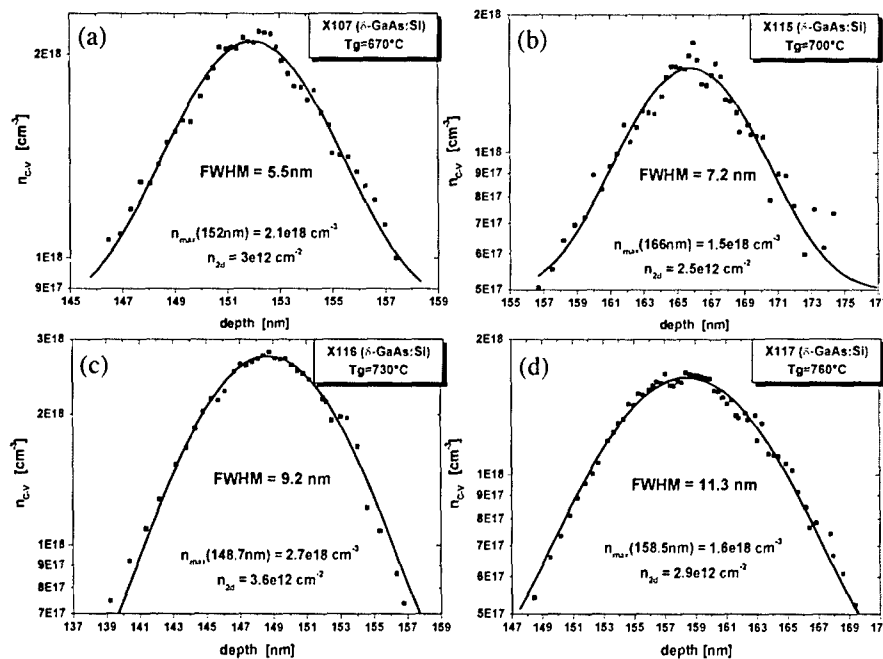 (a)
X107 (δ-GaAs:Si)
Tg=670°C
2E18
1E18
9E17
n_C-V [cm⁻³]
FWHM = 5.5nm
n_max(152nm) = 2.1e18 cm⁻³
n_2d = 3e12 cm⁻²
145 147 149 151 153 155 157 159
depth [nm]
(b)
X115 (δ-GaAs:Si)
Tg=700°C
2E18
1E18
9E17
8E17
7E17
6E17
5E17
n_C-V [cm⁻³]
FWHM = 7.2 nm
n_max(166nm) = 1.5e18 cm⁻³
n_2d = 2.5e12 cm⁻²
155 157 159 161 163 165 167 169 171 173 175 17
depth [nm]
(c)
X116 (δ-GaAs:Si)
Tg=730°C
3E18
2E18
1E18
9E17
8E17
7E17
n_C-V [cm⁻³]
FWHM = 9.2 nm
n_max(148.7nm) = 2.7e18 cm⁻³
n_2d = 3.6e12 cm⁻²
137 139 141 143 145 147 149 151 153 155 157 159
depth [nm]
(d)
X117 (δ-GaAs:Si)
Tg=760°C
2E18
1E18
9E17
8E17
7E17
6E17
5E17
n_C-V [cm⁻³]
FWHM = 11.3 nm
n_max(158.5nm) = 1.6e18 cm⁻³
n_2d = 2.9e12 cm⁻²
147 149 151 153 155 157 159 161 163 165 167 169 17
depth [nm]